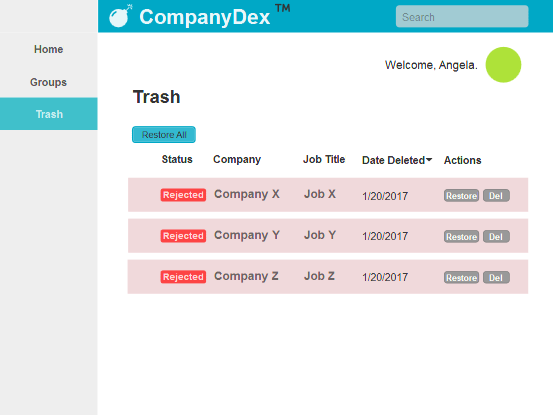 CompanyDex™
Search
Home
Groups
Trash
Welcome, Angela.
Trash
Restore All
Status Company Job Title Date Deleted Actions
Rejected Company X Job X 1/20/2017 Restore Del
Rejected Company Y Job Y 1/20/2017 Restore Del
Rejected Company Z Job Z 1/20/2017 Restore Del